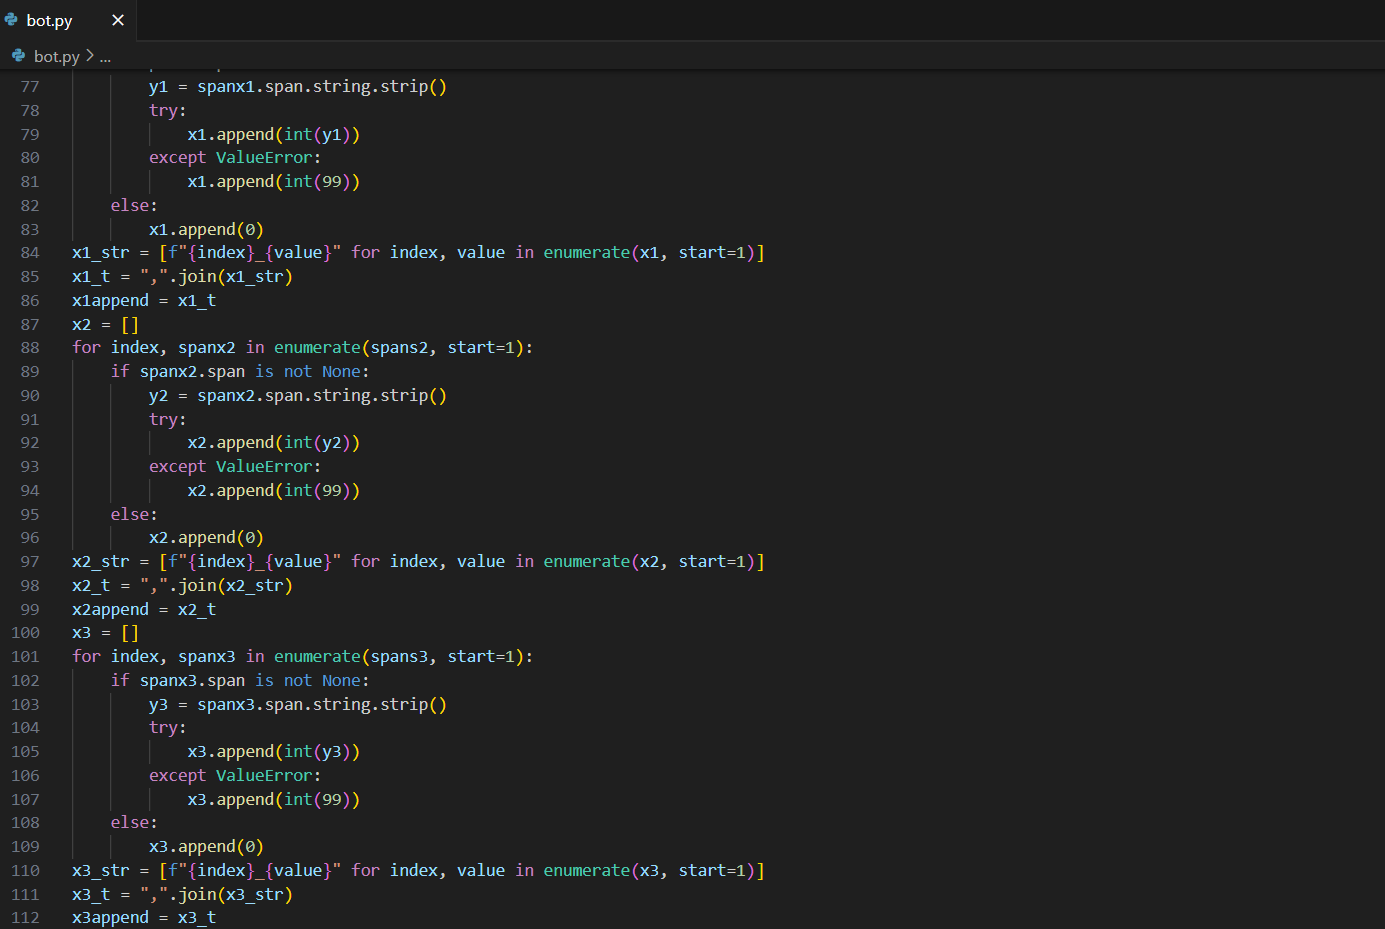 bot.py
bot.py > ...
77 y1 = spanx1.span.string.strip()
78 try:
79 x1.append(int(y1))
80 except ValueError:
81 x1.append(int(99))
82 else:
83 x1.append(0)
84 x1_str = [f"{index}_{value}" for index, value in enumerate(x1, start=1)]
85 x1_t = ",".join(x1_str)
86 x1append = x1_t
87 x2 = []
88 for index, spanx2 in enumerate(spans2, start=1):
89 if spanx2.span is not None:
90 y2 = spanx2.span.string.strip()
91 try:
92 x2.append(int(y2))
93 except ValueError:
94 x2.append(int(99))
95 else:
96 x2.append(0)
97 x2_str = [f"{index}_{value}" for index, value in enumerate(x2, start=1)]
98 x2_t = ",".join(x2_str)
99 x2append = x2_t
100 x3 = []
101 for index, spanx3 in enumerate(spans3, start=1):
102 if spanx3.span is not None:
103 y3 = spanx3.span.string.strip()
104 try:
105 x3.append(int(y3))
106 except ValueError:
107 x3.append(int(99))
108 else:
109 x3.append(0)
110 x3_str = [f"{index}_{value}" for index, value in enumerate(x3, start=1)]
111 x3_t = ",".join(x3_str)
112 x3append = x3_t